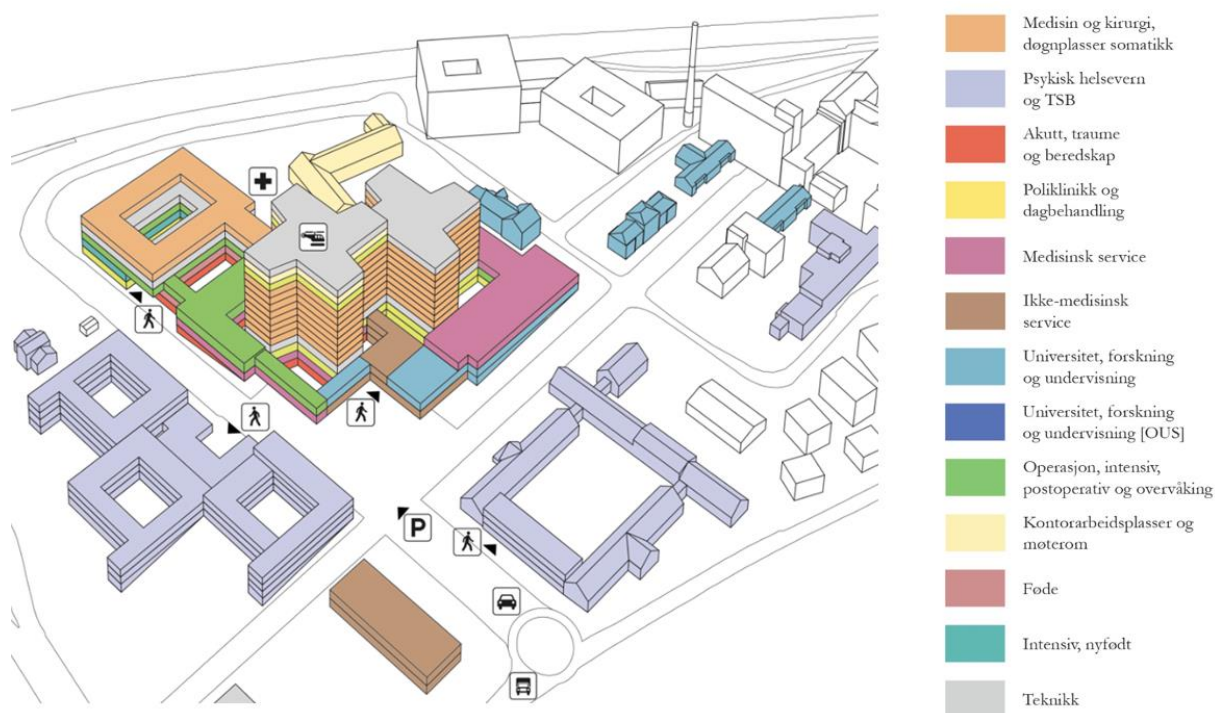 Medisin og kirurgi,
døgnplasser somatikk
Psykisk helsevern
og TSB
Akutt, traume
og beredskap
Poliklinikk og
dagbehandling
Medisinsk service
Ikke-medisinsk
service
Universitet, forskning
og undervisning
Universitet, forskning
og undervisning [OUS]
Operasjon, intensiv,
postoperativ og overvåking
Kontorarbeidsplasser og
møterom
Føde
Intensiv, nyfødt
Teknikk
P